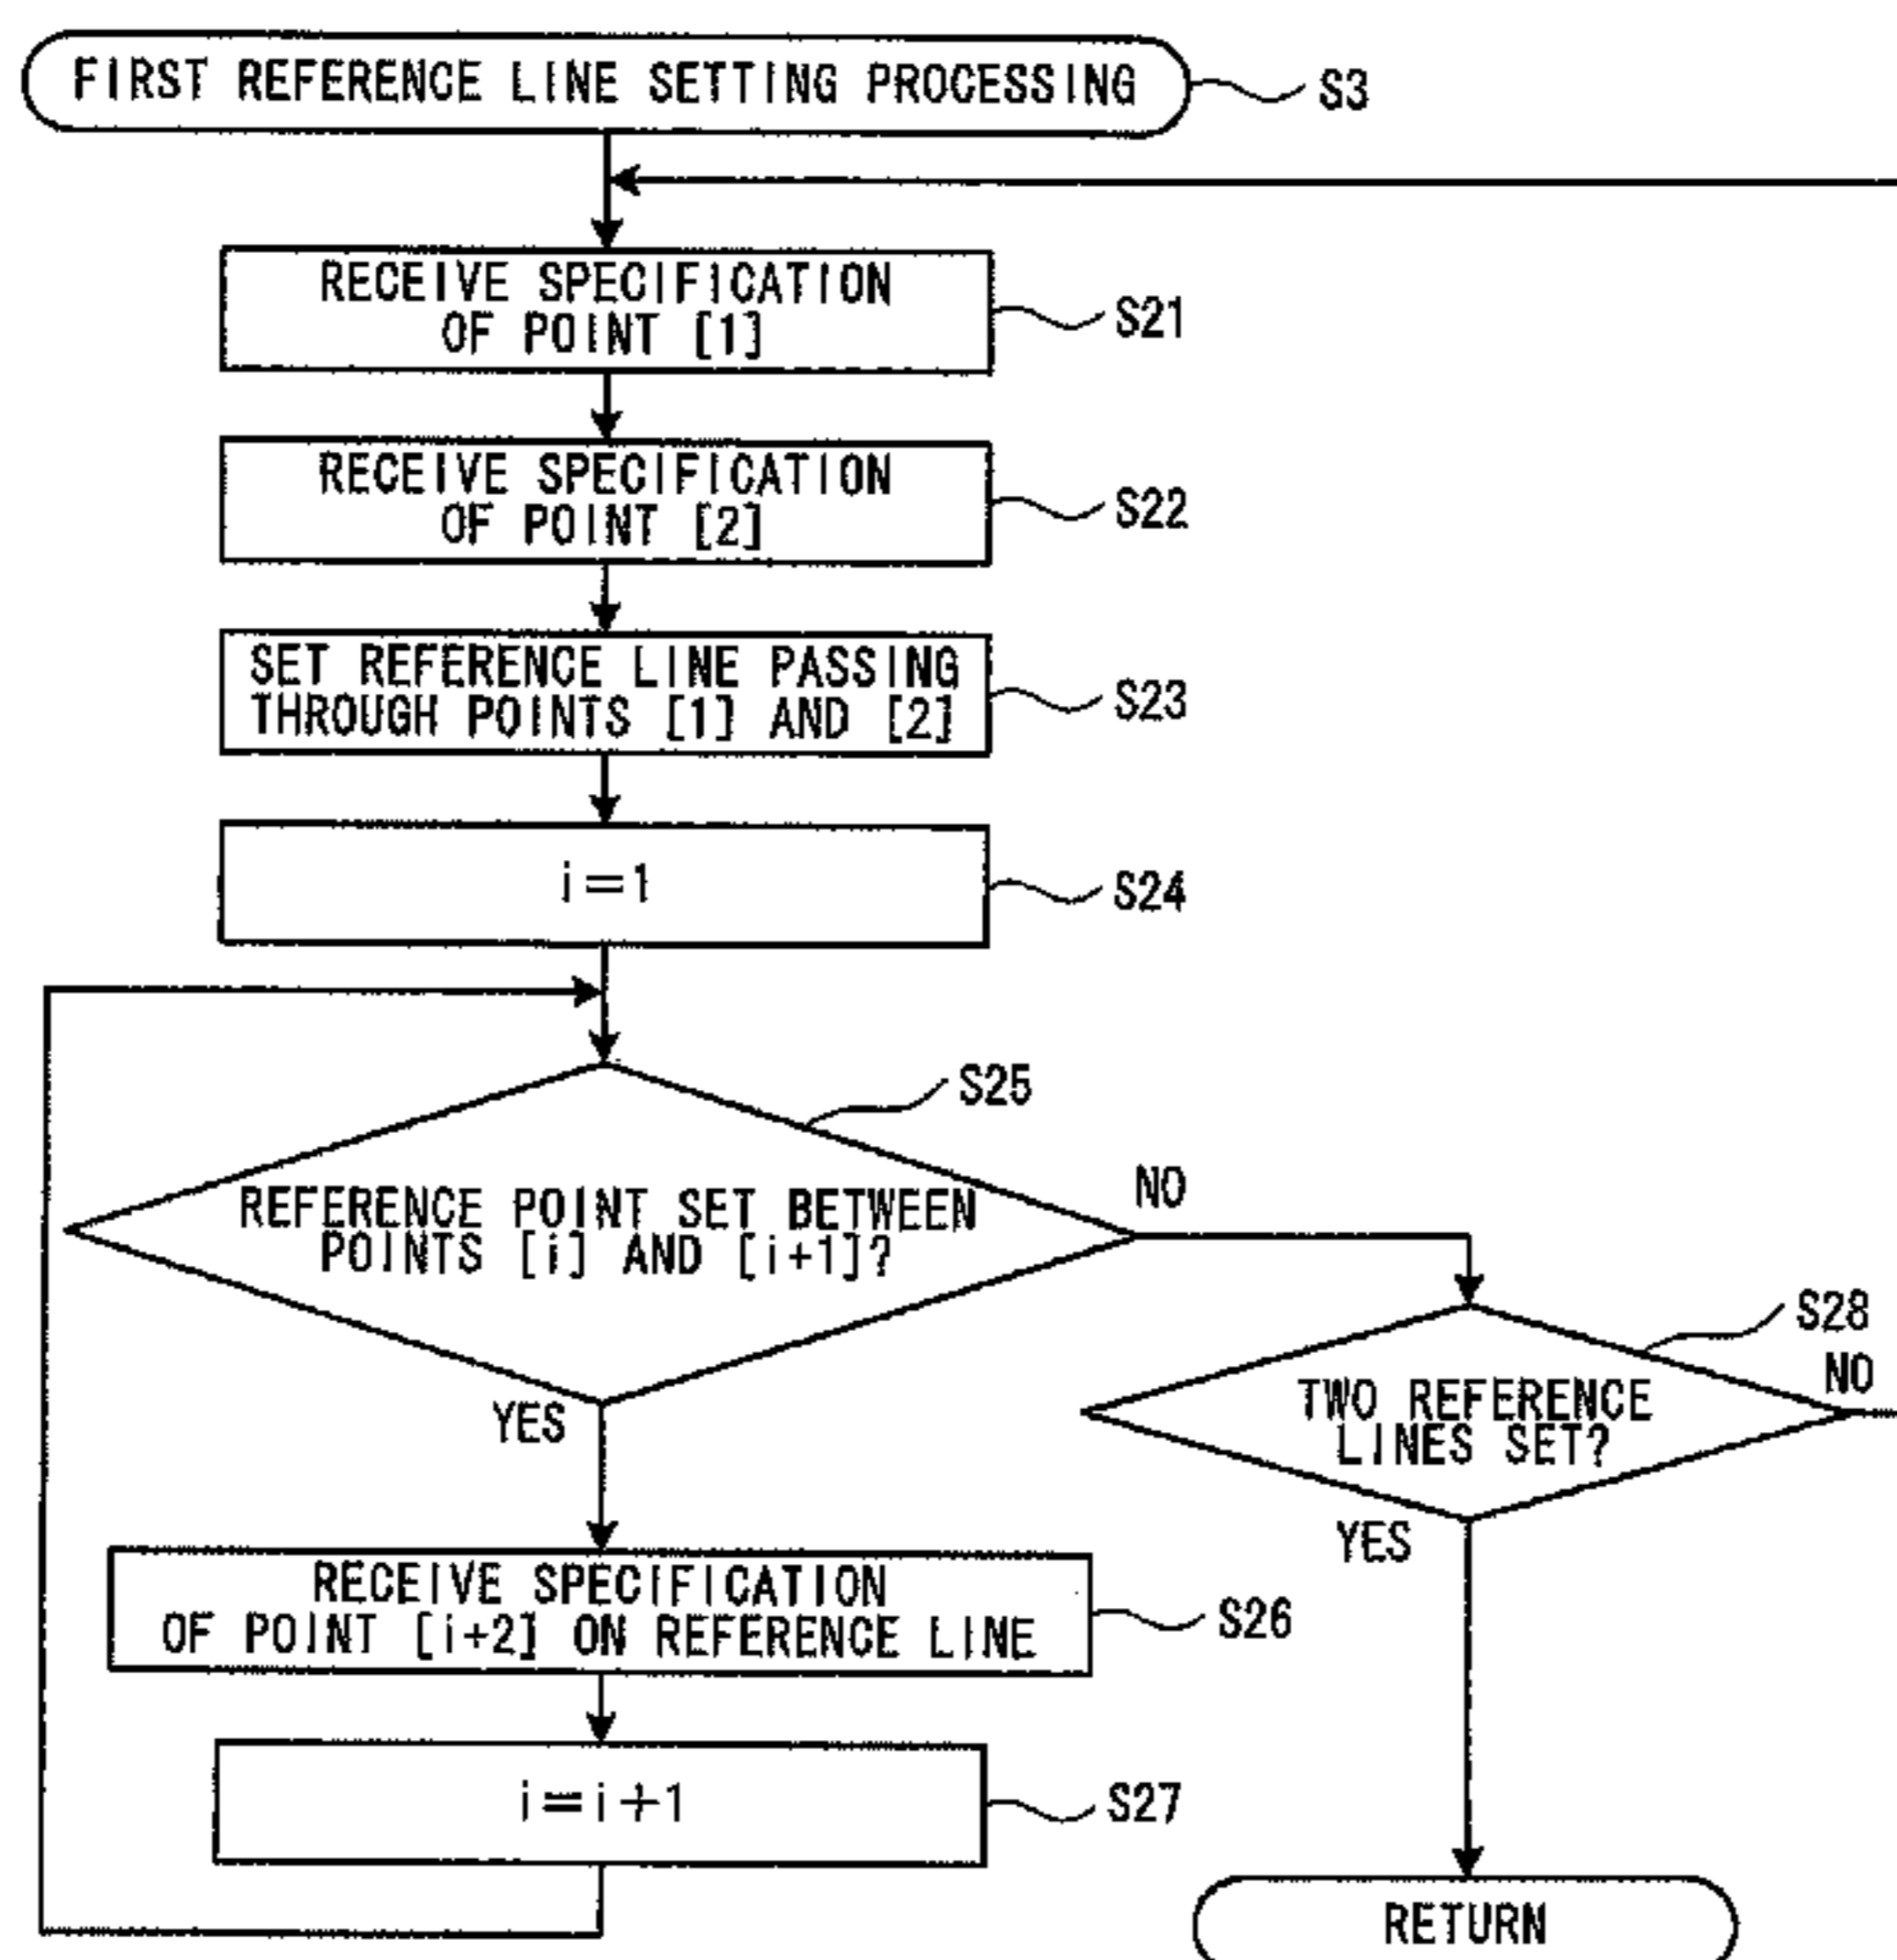 FIRST REFERENCE LINE SETTING PROCESSING
S3
RECEIVE SPECIFICATION
OF POINT [1]
S21
RECEIVE SPECIFICATION
OF POINT [2]
S22
SET REFERENCE LINE PASSING
THROUGH POINTS [1] AND [2]
S23
i=1
S24
S25
REFERENCE POINT SET BETWEEN
POINTS [i] AND [i+1]?
NO
YES
S28
TWO REFERENCE
LINES SET?
NO
YES
RECEIVE SPECIFICATION
OF POINT [i+2] ON REFERENCE LINE
S26
i=i+1
S27
RETURN